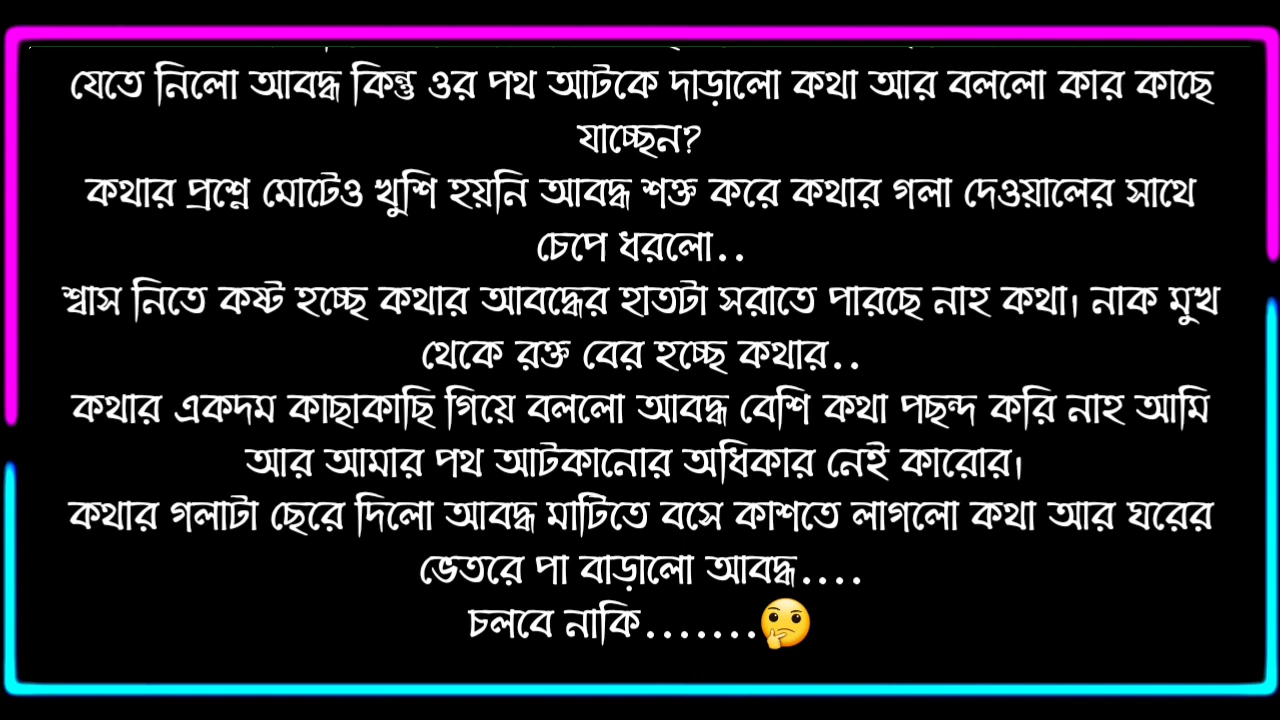 যেতে নিলো আবদ্ধ কিন্তু ওর পথ আটকে দাড়ালো কথা আর বললো কার কাছে
যাচ্ছেন?
কথার প্রশ্নে মোটেও খুশি হয়নি আবদ্ধ শক্ত করে কথার গলা দেওয়ালের সাথে
চেপে ধরলো..
শ্বাস নিতে কষ্ট হচ্ছে কথার আবদ্ধের হাতটা সরাতে পারছে নাহ কথা। নাক মুখ
থেকে রক্ত বের হচ্ছে কথার..
কথার একদম কাছাকাছি গিয়ে বললো আবদ্ধ বেশি কথা পছন্দ করি নাহ আমি
আর আমার পথ আটকানোর অধিকার নেই কারোর।
কথার গলাটা ছেরে দিলো আবদ্ধ মাটিতে বসে কাশতে লাগলো কথা আর ঘরের
ভেতরে পা বাড়ালো আবদ্ধ....
চলবে নাকি.......🤔